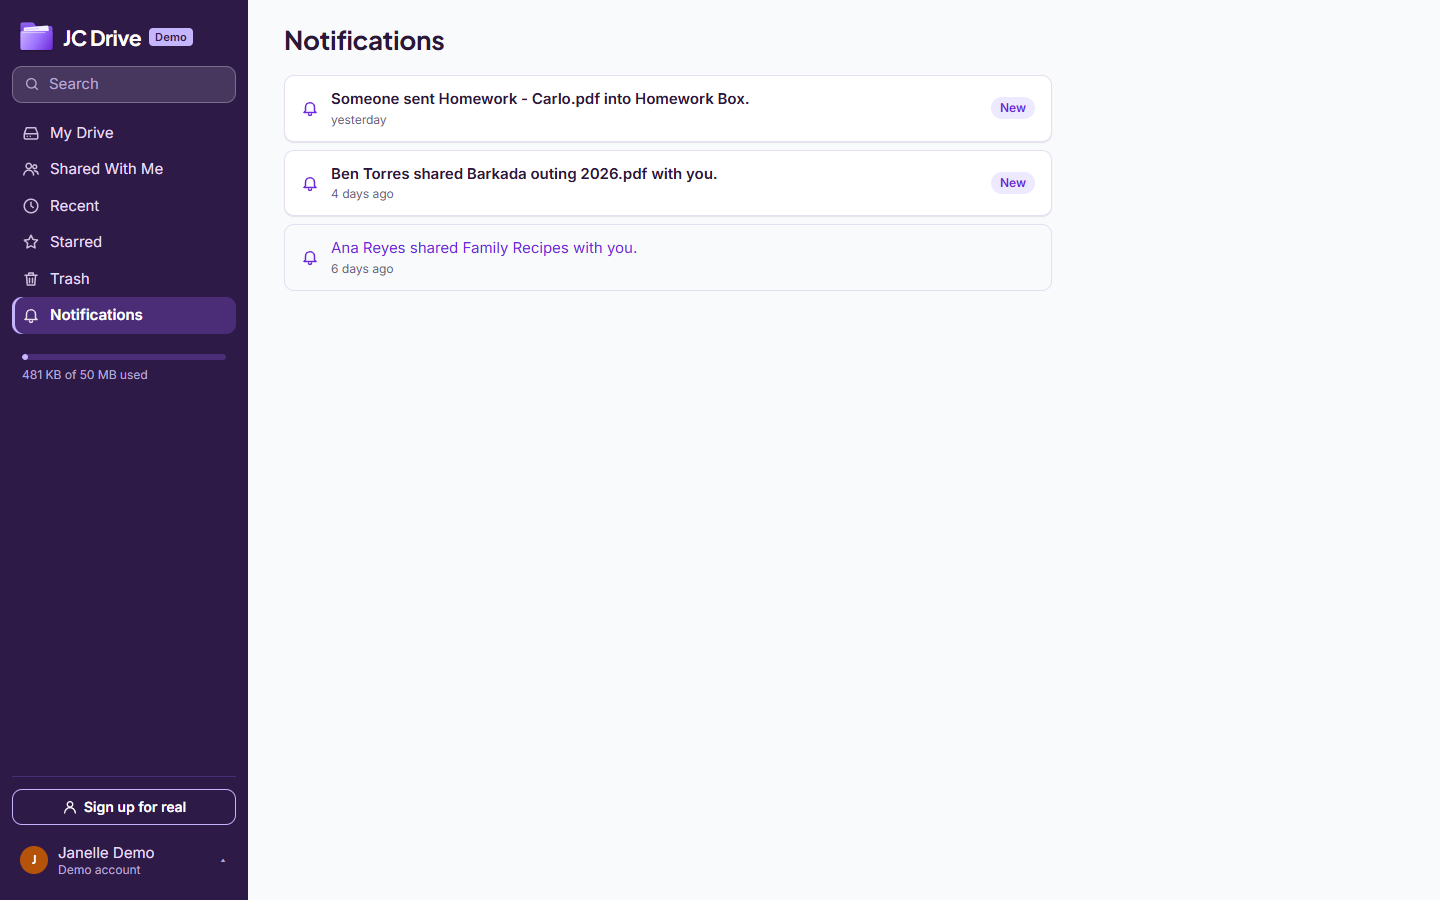 JC Drive Demo
Search
My Drive
Shared With Me
Recent
Starred
Trash
Notifications
481 KB of 50 MB used
Sign up for real
J
Janelle Demo
Demo account
Notifications
Someone sent Homework - Carlo.pdf into Homework Box.
yesterday
New
Ben Torres shared Barkada outing 2026.pdf with you.
4 days ago
New
Ana Reyes shared Family Recipes with you.
6 days ago